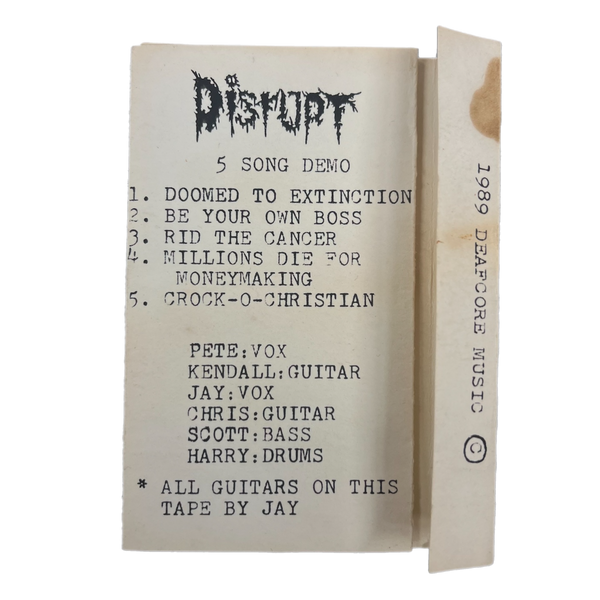 DISRUPT
5 SONG DEMO
1. DOOMED TO EXTINCTION
2. BE YOUR OWN BOSS
3. RID THE CANCER
4. MILLIONS DIE FOR
MONEYMAKING
5. CROCK-O-CHRISTIAN
PETE:VOX
KENDALL:GUITAR
JAY:VOX
CHRIS:GUITAR
SCOTT:BASS
HARRY:DRUMS
* ALL GUITARS ON THIS
TAPE BY JAY
1989 DEAFCORE MUSIC ©